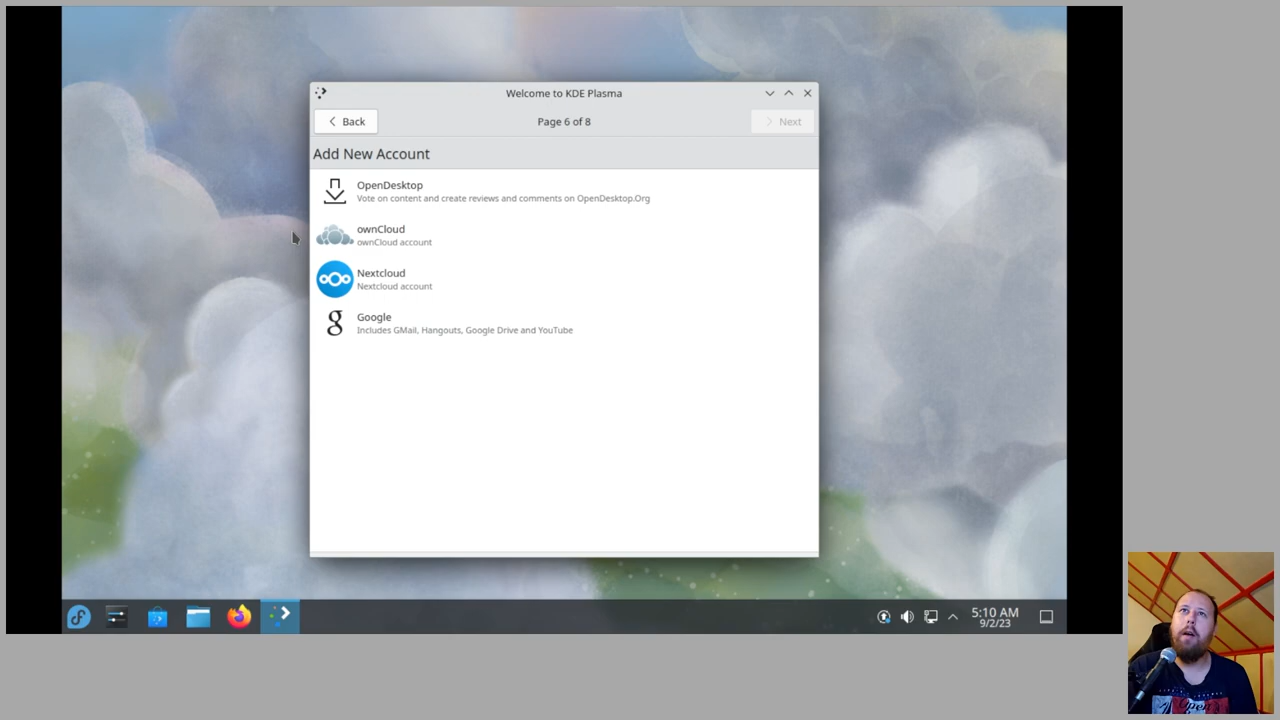 Welcome to KDE Plasma
Back
Page 6 of 8
Next
Add New Account
OpenDesktop
Vote on content and create reviews and comments on OpenDesktop.Org
ownCloud
ownCloud account
Nextcloud
Nextcloud account
Google
Includes GMail, Hangouts, Google Drive and YouTube
5:10 AM
9/2/23